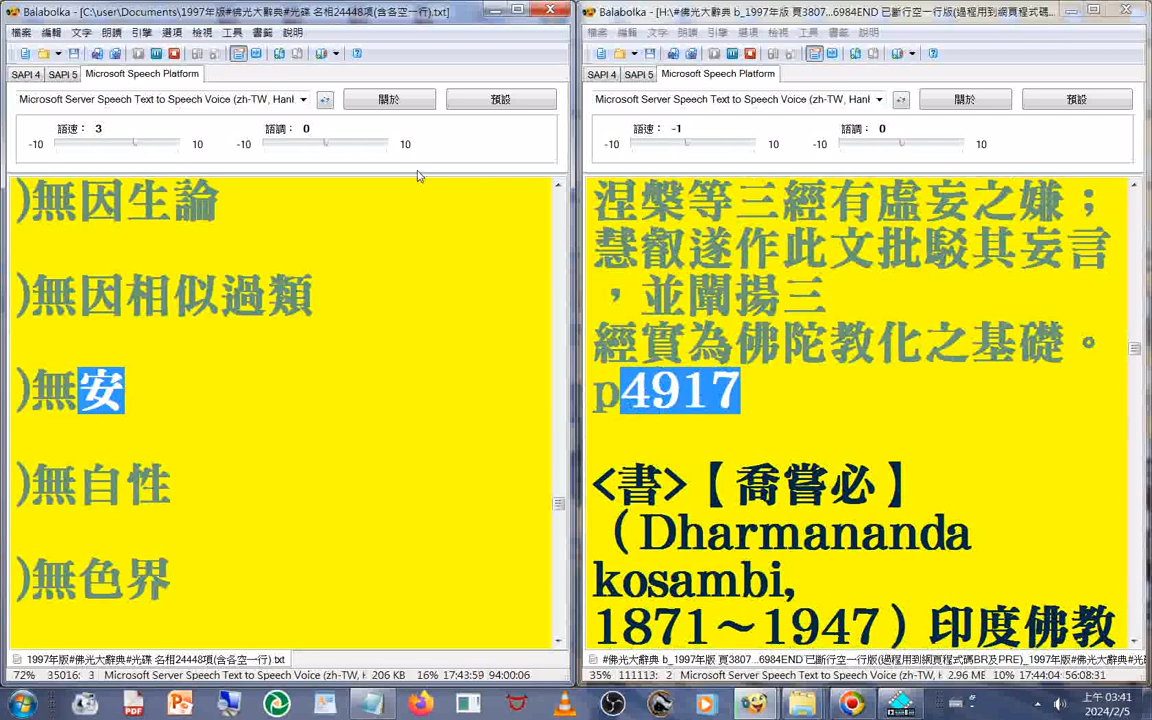 Balabolka - [C:\user\Documents\1997年版#佛光大辭典#光碟 名相24448項(含各空一行).txt]
檔案 編輯 文字 朗讀 引擎 選項 檢視 工具 書籤 說明
SAPI 4 SAPI 5 Microsoft Speech Platform
Microsoft Server Speech Text to Speech Voice (zh-TW, Han
關於
預設
語速： 3
語調： 0
-10 10 -10 10
)無因生論
)無因相似過類
)無安
)無自性
)無色界
1997年版#佛光大辭典#光碟 名相24448項(含各空一行).txt
72% 35016: 3 Microsoft Server Speech Text to Speech Voice (zh-TW, 206 KB 16% 17:43:59 94:00:06
Balabolka - [H:\#佛光大辭典 b_1997年版 頁3807...6984END 已斷行空一行版(過程用到網頁程式碼...
檔案 編輯 文字 朗讀 引擎 選項 檢視 工具 書籤 說明
SAPI 4 SAPI 5 Microsoft Speech Platform
Microsoft Server Speech Text to Speech Voice (zh-TW, Han
關於
預設
語速： -1
語調： 0
-10 10 -10 10
涅槃等三經有虛妄之嫌；
慧叡遂作此文批駁其妄言
，並闡揚三
經實為佛陀教化之基礎。
p4917
<書>【喬嘗必】
（Dharmananda
kosambi,
1871～1947）印度佛教
#佛光大辭典 b_1997年版 頁3807...6984END 已斷行空一行版(過程用到網頁程式碼BR及PRE)_1997年版#光
35% 111113: 2 Microsoft Server Speech Text to Speech Voice (zh-TW, 2.96 MB 17:44:04 56:08:31
上午 03:41
2024/2/5